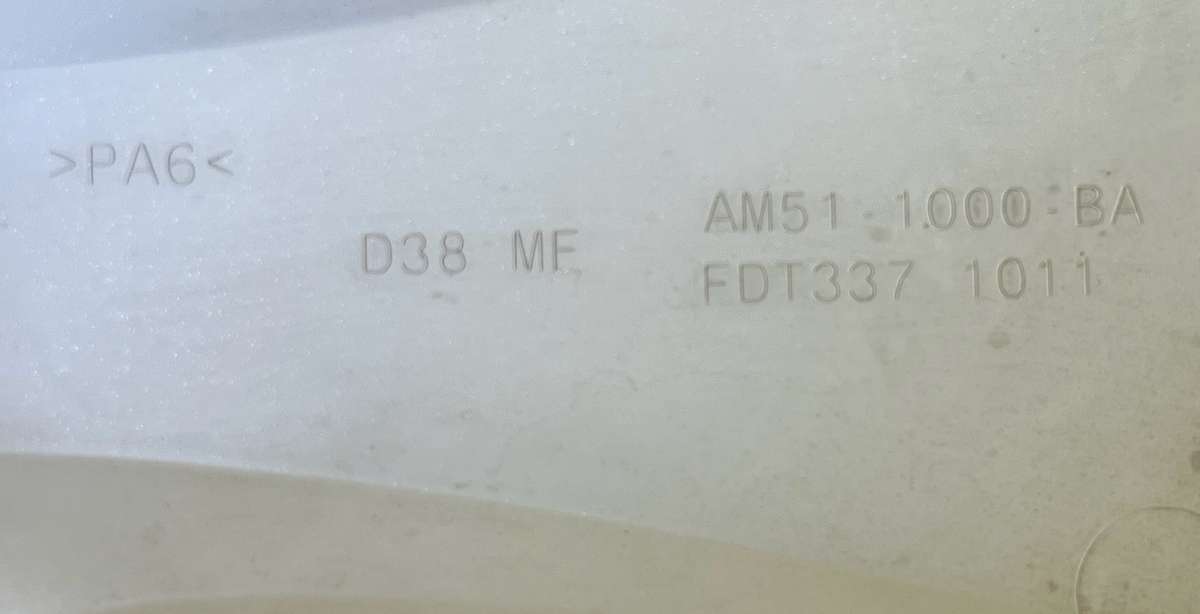 >PA6<
D38 MF
AM51-1000-BA
FDT337 1011